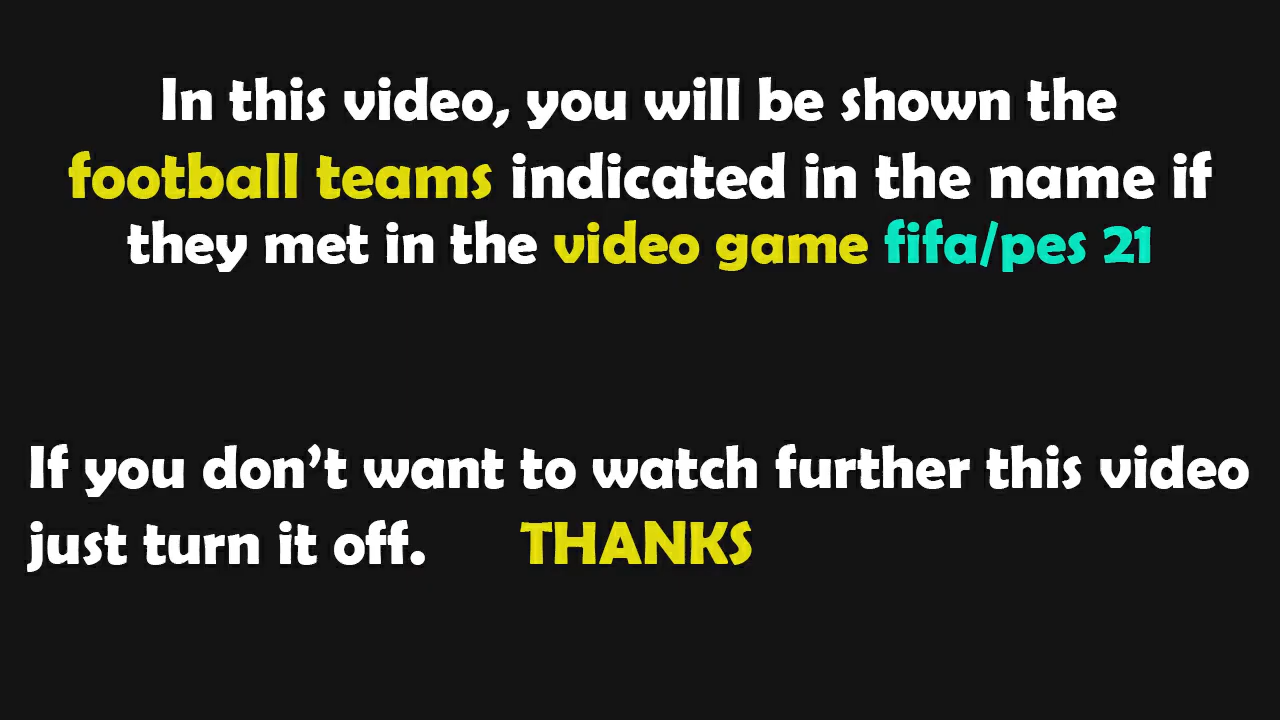 In this video, you will be shown the
football teams indicated in the name if
they met in the video game fifa/pes 21
If you don't want to watch further this video
just turn it off. THANKS